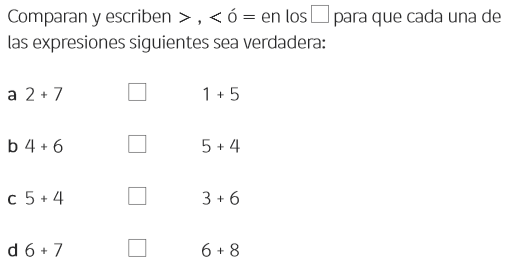 Comparan y escriben > , < ó = en los □ para que cada una de
las expresiones siguientes sea verdadera:
a 2 + 7 □ 1 + 5
b 4 + 6 □ 5 + 4
c 5 + 4 □ 3 + 6
d 6 + 7 □ 6 + 8